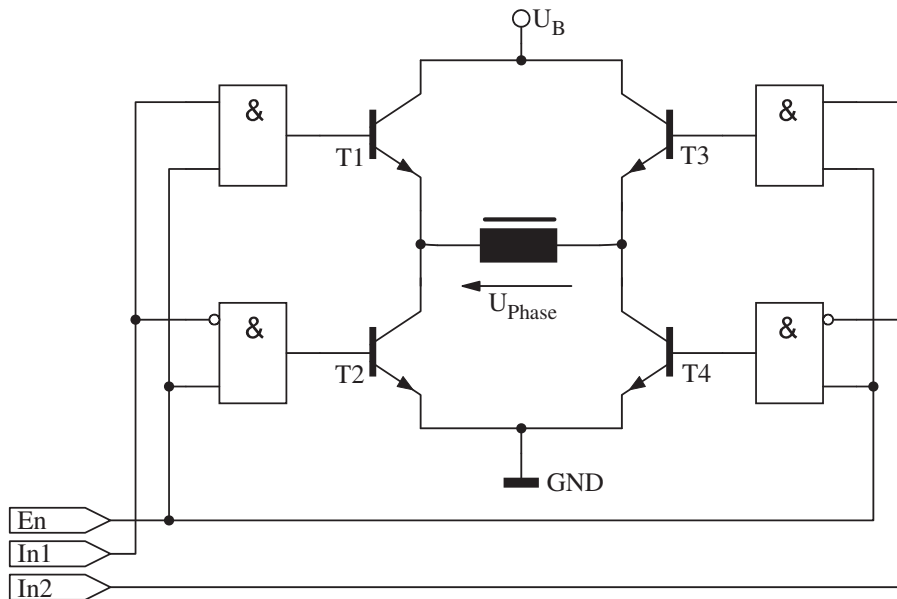 U_B
&
&
T1
T3
U_Phase
&
&
T2
T4
GND
En
In1
In2